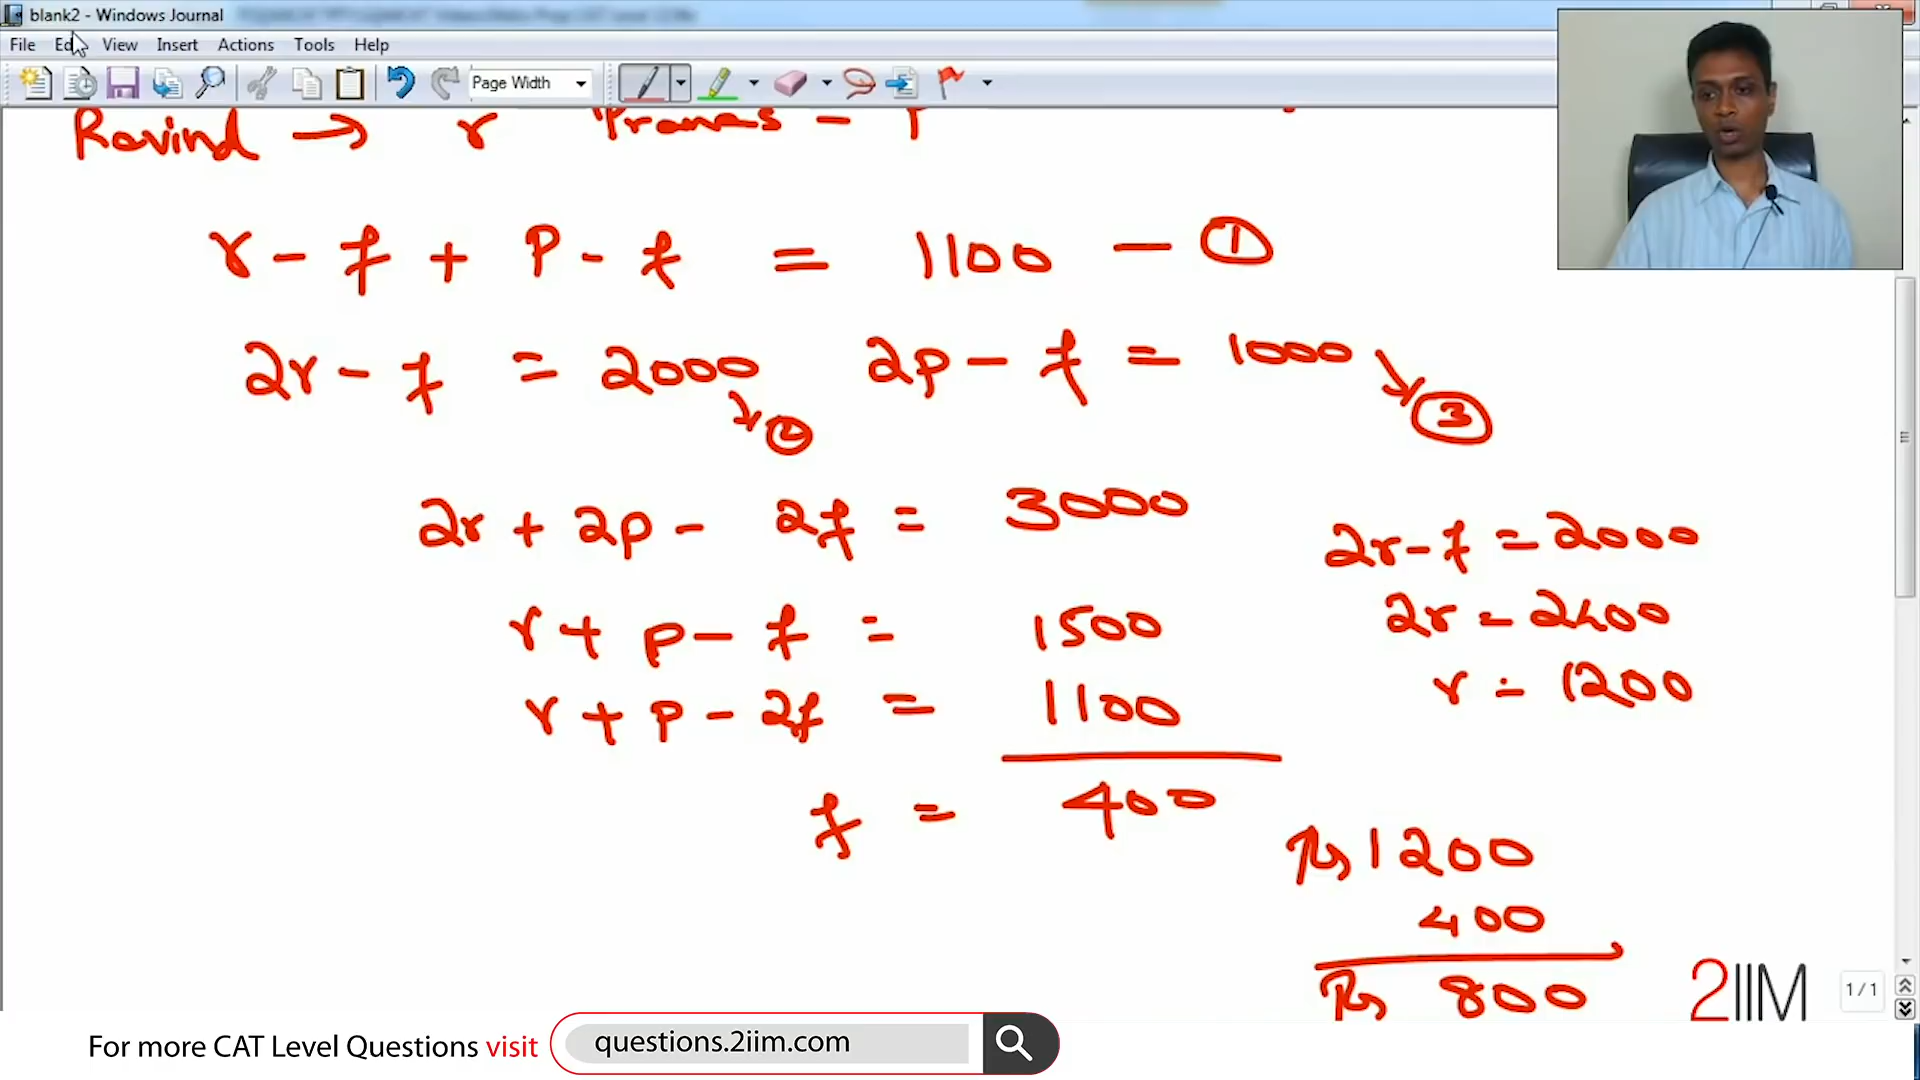 blank2 - Windows Journal
File Edit View Insert Actions Tools Help
Page Width
Ravind → r
r - f + P - f = 1100 - ①
2r - f = 2000 2p - f = 1000
② ③
2r + 2p - 2f = 3000
r + p - f = 1500
r + p - 2f = 1100
f = 400
2r - f = 2000
2r = 2400
r = 1200
Rs 1200
400
Rs 800
2IIM
1/1
For more CAT Level Questions visit questions.2iim.com